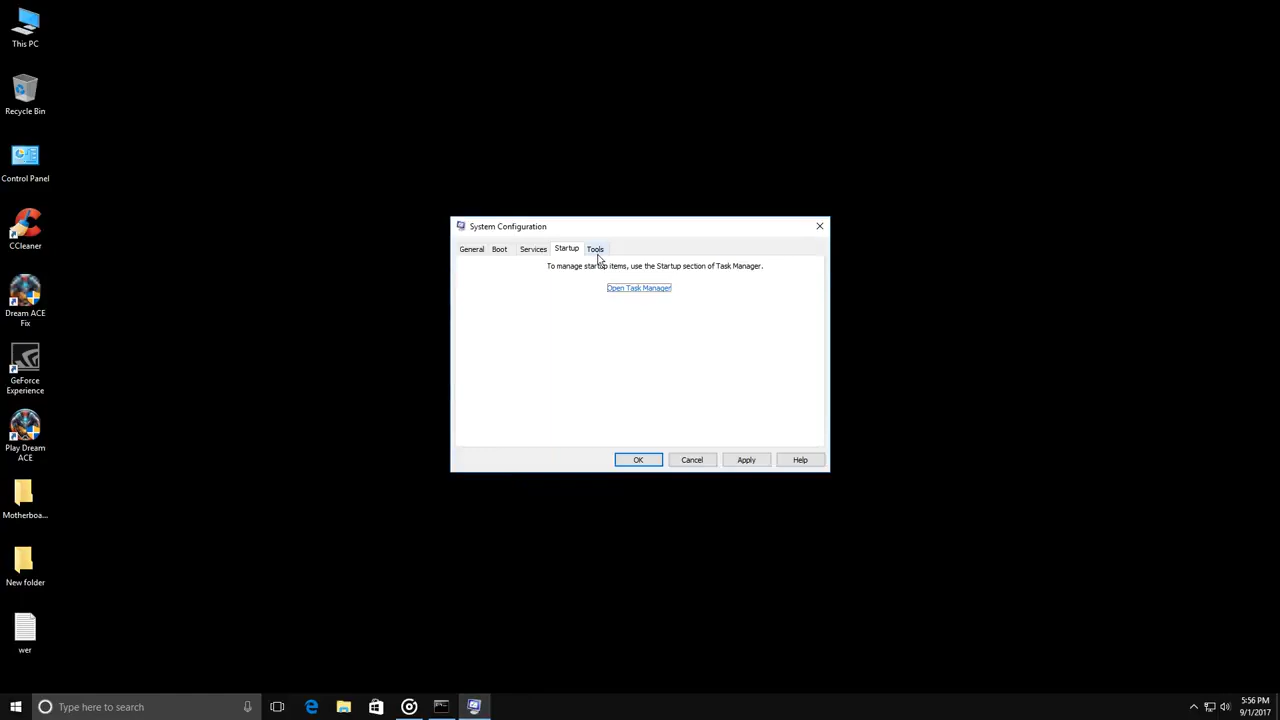 This PC
Recycle Bin
Control Panel
CCleaner
Dream ACE
Fix
GeForce
Experience
Play Dream
ACE
Motherboa...
New folder
wer
System Configuration
General Boot Services Startup Tools
To manage startup items, use the Startup section of Task Manager.
Open Task Manager
OK Cancel Apply Help
Type here to search
5:56 PM
9/1/2017